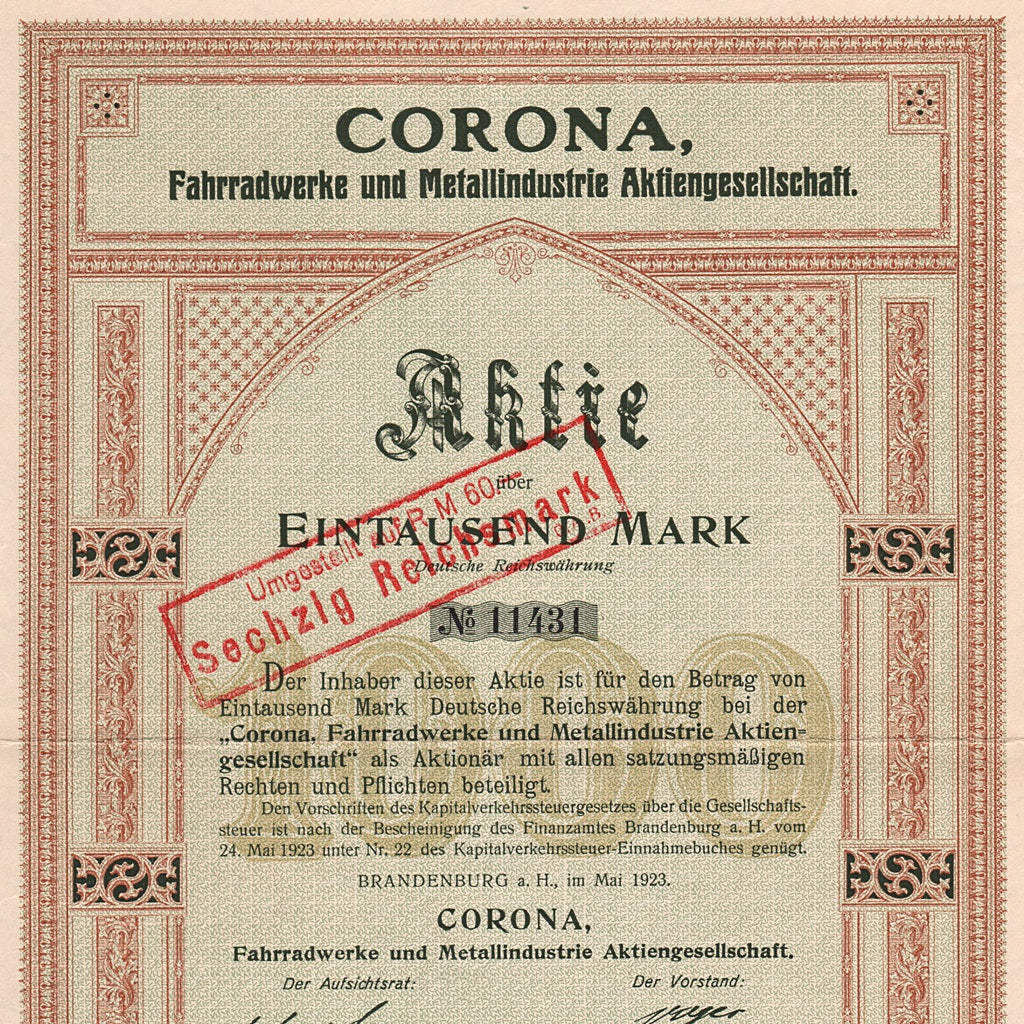 CORONA,
Fahrradwerke und Metallindustrie Aktiengesellschaft.
Aktie
über
EINTAUSEND MARK
Deutsche Reichswährung
Umgestellt auf R M 60.–
Sechzig Reichsmark
B.
№ 11431
1000
Der Inhaber dieser Aktie ist für den Betrag von
Eintausend Mark Deutsche Reichswährung bei der
„Corona, Fahrradwerke und Metallindustrie Aktien=
gesellschaft“ als Aktionär mit allen satzungsmäßigen
Rechten und Pflichten beteiligt.
Den Vorschriften des Kapitalverkehrssteuergesetzes über die Gesellschafts-
steuer ist nach der Bescheinigung des Finanzamtes Brandenburg a. H. vom
24. Mai 1923 unter Nr. 22 des Kapitalverkehrssteuer-Einnahmebuches genügt.
BRANDENBURG a. H., im Mai 1923.
CORONA,
Fahrradwerke und Metallindustrie Aktiengesellschaft.
Der Aufsichtsrat:
Der Vorstand: